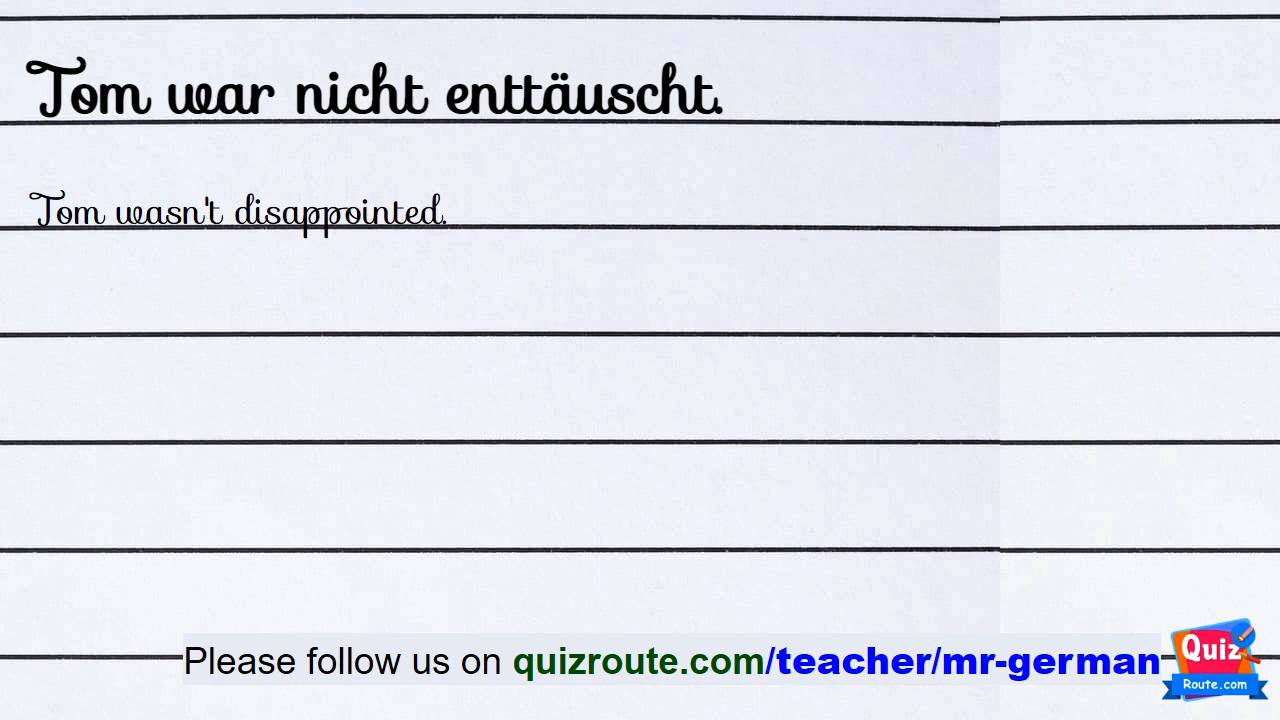 Tom war nicht enttäuscht.
Tom wasn't disappointed.
Please follow us on quizroute.com/teacher/mr-german
Quiz
Route.com